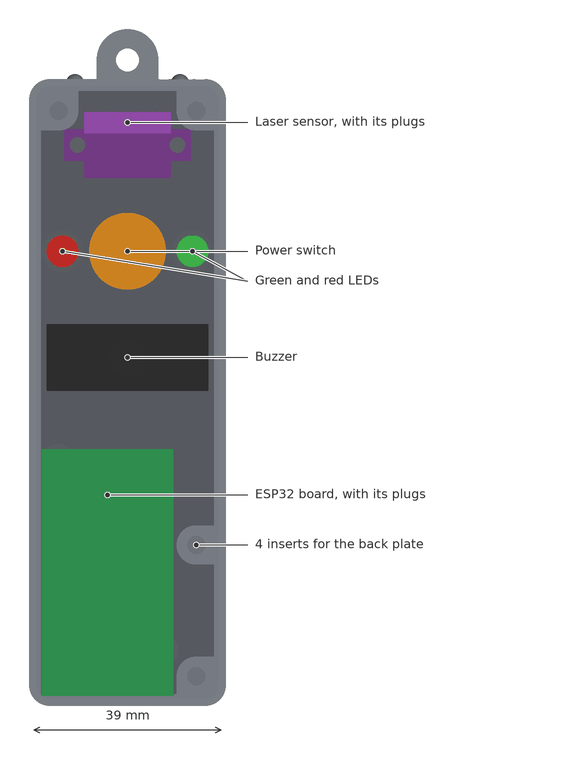 Laser sensor, with its plugs
Power switch
Green and red LEDs
Buzzer
ESP32 board, with its plugs
4 inserts for the back plate
39 mm